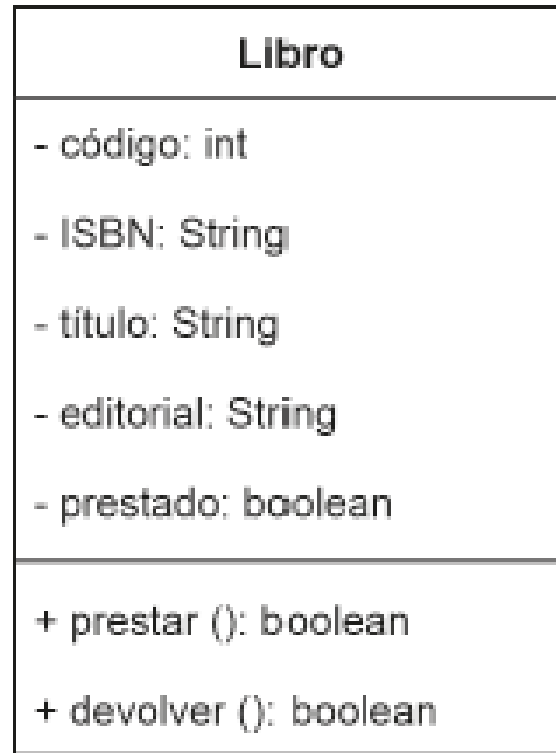 Libro
- código: int
- ISBN: String
- título: String
- editorial: String
- prestado: boolean
+ prestar (): boolean
+ devolver (): boolean